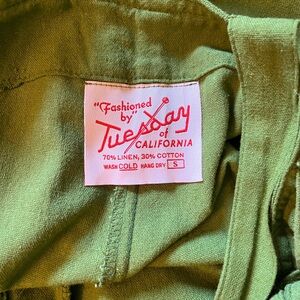 "Fashioned
by"
Tuesday
of
CALIFORNIA
70% LINEN, 30% COTTON
WASH COLD HANG DRY S